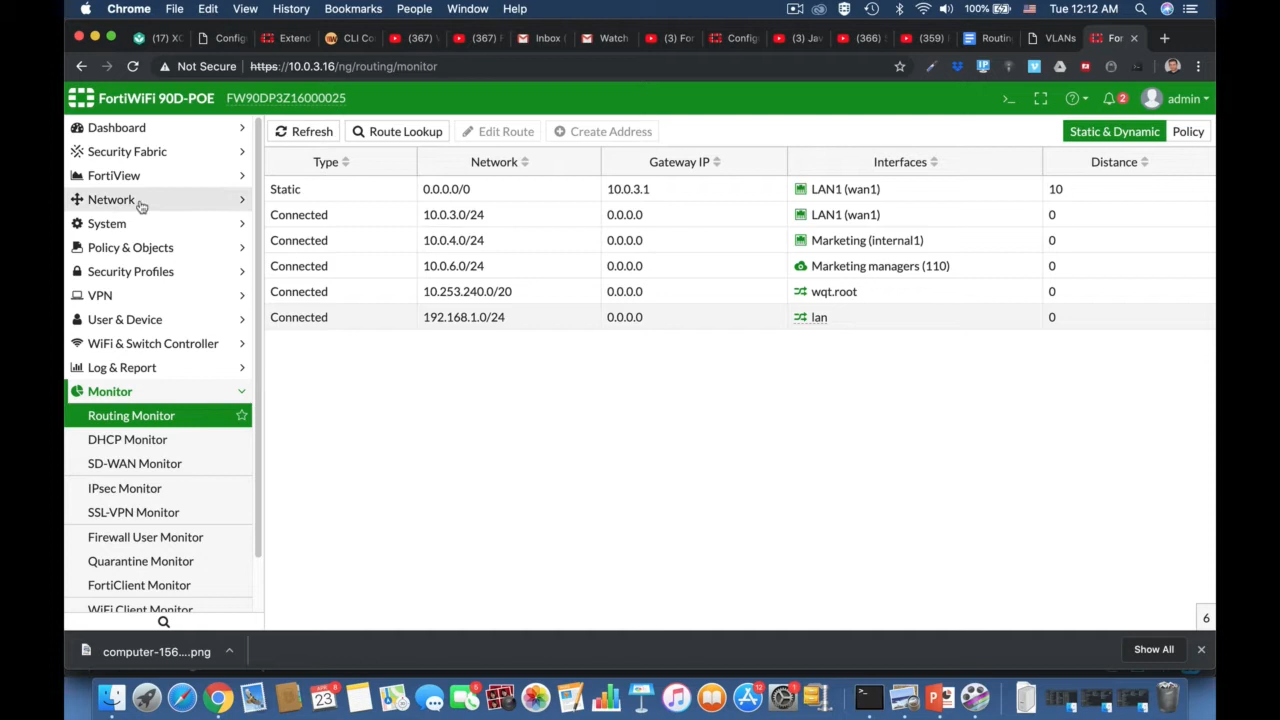 Chrome File Edit View History Bookmarks People Window Help 100% Tue 12:12 AM
(17) XC Config Extend CLI Co (367) (367) F Inbox ( Watch (3) For Config (3) Jav (366) (359) Routin VLANs For
Not Secure https://10.0.3.16/ng/routing/monitor
FortiWiFi 90D-POE FW90DP3Z16000025 >_ 2 admin
Dashboard
Security Fabric
FortiView
Network
System
Policy & Objects
Security Profiles
VPN
User & Device
WiFi & Switch Controller
Log & Report
Monitor
Routing Monitor
DHCP Monitor
SD-WAN Monitor
IPsec Monitor
SSL-VPN Monitor
Firewall User Monitor
Quarantine Monitor
FortiClient Monitor
WiFi Client Monitor
Refresh Route Lookup Edit Route Create Address Static & Dynamic Policy
Type Network Gateway IP Interfaces Distance
Static 0.0.0.0/0 10.0.3.1 LAN1 (wan1) 10
Connected 10.0.3.0/24 0.0.0.0 LAN1 (wan1) 0
Connected 10.0.4.0/24 0.0.0.0 Marketing (internal1) 0
Connected 10.0.6.0/24 0.0.0.0 Marketing managers (110) 0
Connected 10.253.240.0/20 0.0.0.0 wqt.root 0
Connected 192.168.1.0/24 0.0.0.0 lan 0
6
computer-156....png Show All